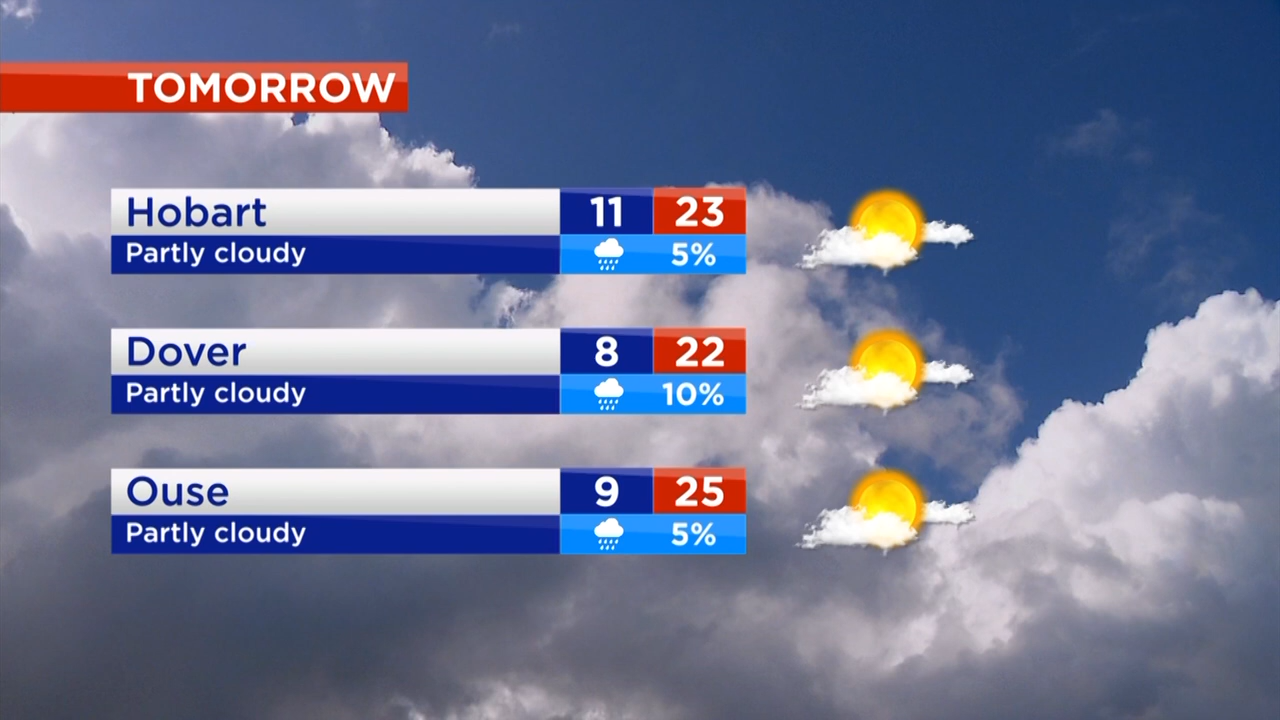 TOMORROW
Hobart 11 23
Partly cloudy 5%
Dover 8 22
Partly cloudy 10%
Ouse 9 25
Partly cloudy 5%